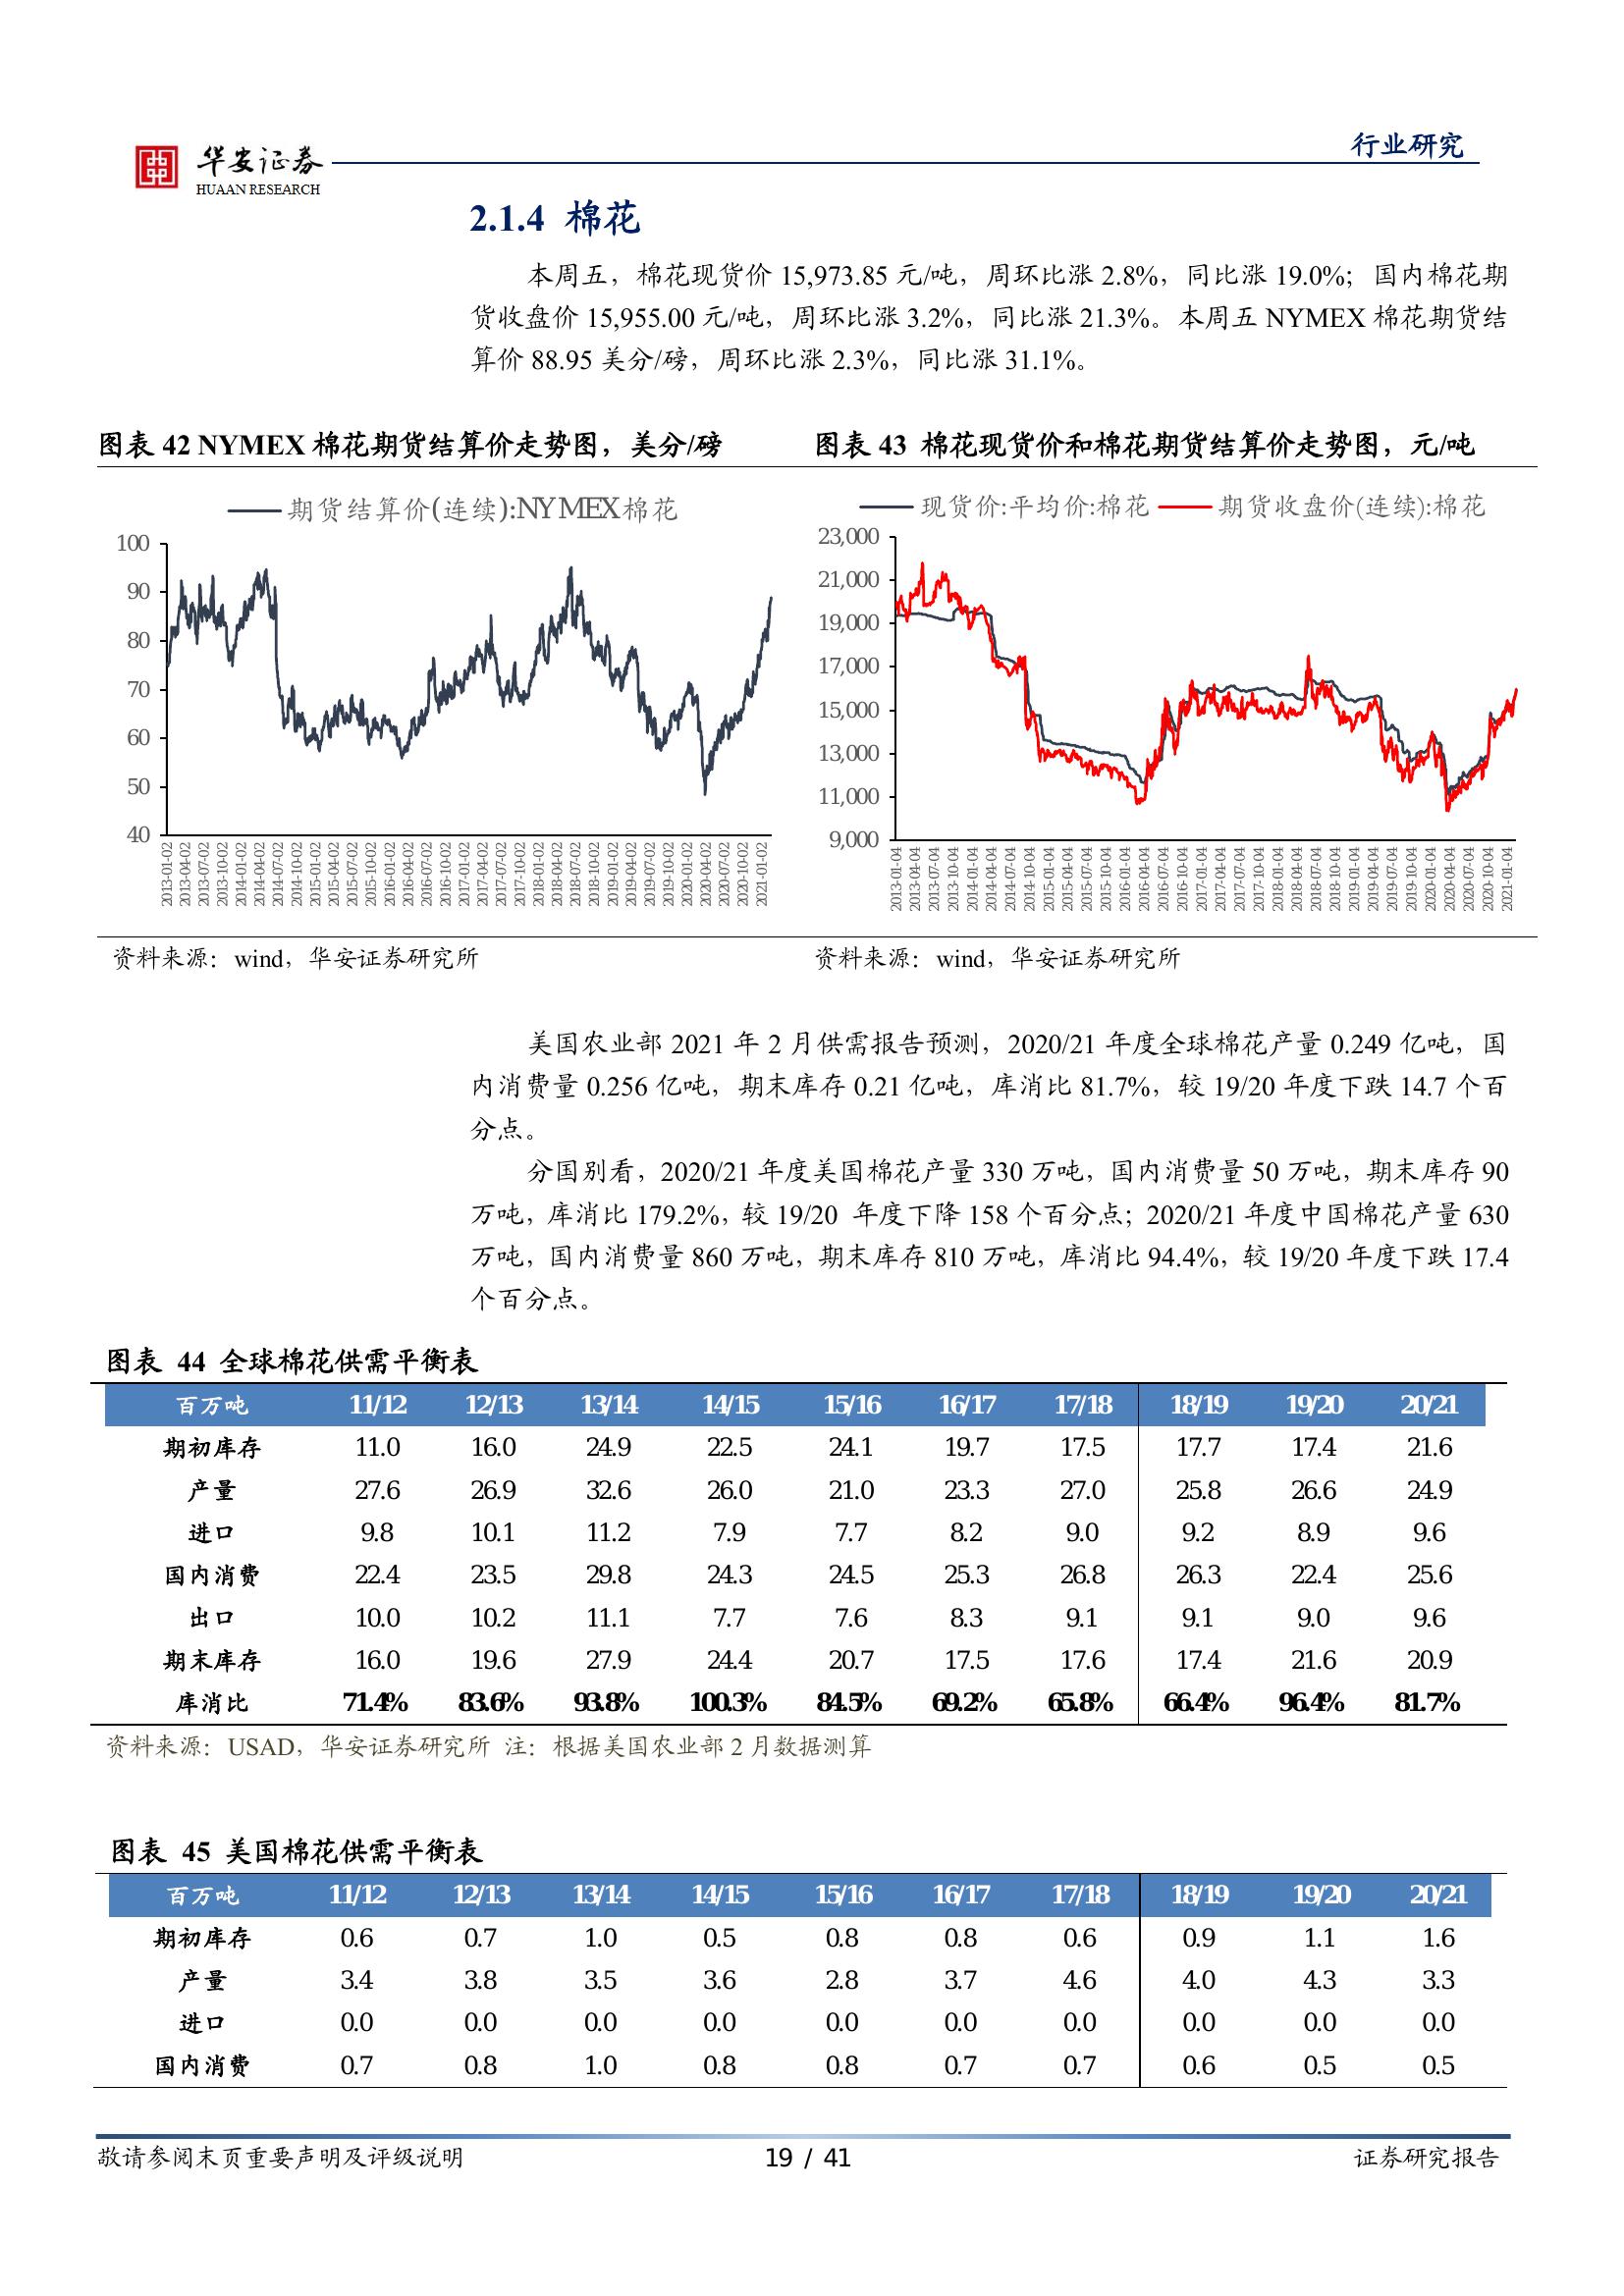 华安证券
HUAAN RESEARCH
行业研究
2.1.4 棉花
本周五，棉花现货价 15,973.85 元/吨，周环比涨 2.8%，同比涨 19.0%；国内棉花期
货收盘价 15,955.00 元/吨，周环比涨 3.2%，同比涨 21.3%。本周五 NYMEX 棉花期货结
算价 88.95 美分/磅，周环比涨 2.3%，同比涨 31.1%。
图表 42 NYMEX 棉花期货结算价走势图，美分/磅
期货结算价(连续):NYMEX棉花
100
90
80
70
60
50
40
2013-01-02 2013-04-02 2013-07-02 2013-10-02 2014-01-02 2014-04-02 2014-07-02 2014-10-02 2015-01-02 2015-04-02 2015-07-02 2015-10-02 2016-01-02 2016-04-02 2016-07-02 2016-10-02 2017-01-02 2017-04-02 2017-07-02 2017-10-02 2018-01-02 2018-04-02 2018-07-02 2018-10-02 2019-01-02 2019-04-02 2019-07-02 2019-10-02 2020-01-02 2020-04-02 2020-07-02 2020-10-02 2021-01-02
资料来源：wind，华安证券研究所
图表 43 棉花现货价和棉花期货结算价走势图，元/吨
现货价:平均价:棉花 期货收盘价(连续):棉花
23,000
21,000
19,000
17,000
15,000
13,000
11,000
9,000
2013-01-04 2013-04-04 2013-07-04 2013-10-04 2014-01-04 2014-04-04 2014-07-04 2014-10-04 2015-01-04 2015-04-04 2015-07-04 2015-10-04 2016-01-04 2016-04-04 2016-07-04 2016-10-04 2017-01-04 2017-04-04 2017-07-04 2017-10-04 2018-01-04 2018-04-04 2018-07-04 2018-10-04 2019-01-04 2019-04-04 2019-07-04 2019-10-04 2020-01-04 2020-04-04 2020-07-04 2020-10-04 2021-01-04
资料来源：wind，华安证券研究所
美国农业部 2021 年 2 月供需报告预测，2020/21 年度全球棉花产量 0.249 亿吨，国
内消费量 0.256 亿吨，期末库存 0.21 亿吨，库消比 81.7%，较 19/20 年度下跌 14.7 个百
分点。
分国别看，2020/21 年度美国棉花产量 330 万吨，国内消费量 50 万吨，期末库存 90
万吨，库消比 179.2%，较 19/20 年度下降 158 个百分点；2020/21 年度中国棉花产量 630
万吨，国内消费量 860 万吨，期末库存 810 万吨，库消比 94.4%，较 19/20 年度下跌 17.4
个百分点。
图表 44 全球棉花供需平衡表
百万吨 11/12 12/13 13/14 14/15 15/16 16/17 17/18 18/19 19/20 20/21
期初库存 11.0 16.0 24.9 22.5 24.1 19.7 17.5 17.7 17.4 21.6
产量 27.6 26.9 32.6 26.0 21.0 23.3 27.0 25.8 26.6 24.9
进口 9.8 10.1 11.2 7.9 7.7 8.2 9.0 9.2 8.9 9.6
国内消费 22.4 23.5 29.8 24.3 24.5 25.3 26.8 26.3 22.4 25.6
出口 10.0 10.2 11.1 7.7 7.6 8.3 9.1 9.1 9.0 9.6
期末库存 16.0 19.6 27.9 24.4 20.7 17.5 17.6 17.4 21.6 20.9
库消比 71.4% 83.6% 93.8% 100.3% 84.5% 69.2% 65.8% 66.4% 96.4% 81.7%
资料来源：USAD，华安证券研究所 注：根据美国农业部 2 月数据测算
图表 45 美国棉花供需平衡表
百万吨 11/12 12/13 13/14 14/15 15/16 16/17 17/18 18/19 19/20 20/21
期初库存 0.6 0.7 1.0 0.5 0.8 0.8 0.6 0.9 1.1 1.6
产量 3.4 3.8 3.5 3.6 2.8 3.7 4.6 4.0 4.3 3.3
进口 0.0 0.0 0.0 0.0 0.0 0.0 0.0 0.0 0.0 0.0
国内消费 0.7 0.8 1.0 0.8 0.8 0.7 0.7 0.6 0.5 0.5
敬请参阅末页重要声明及评级说明
19 / 41
证券研究报告